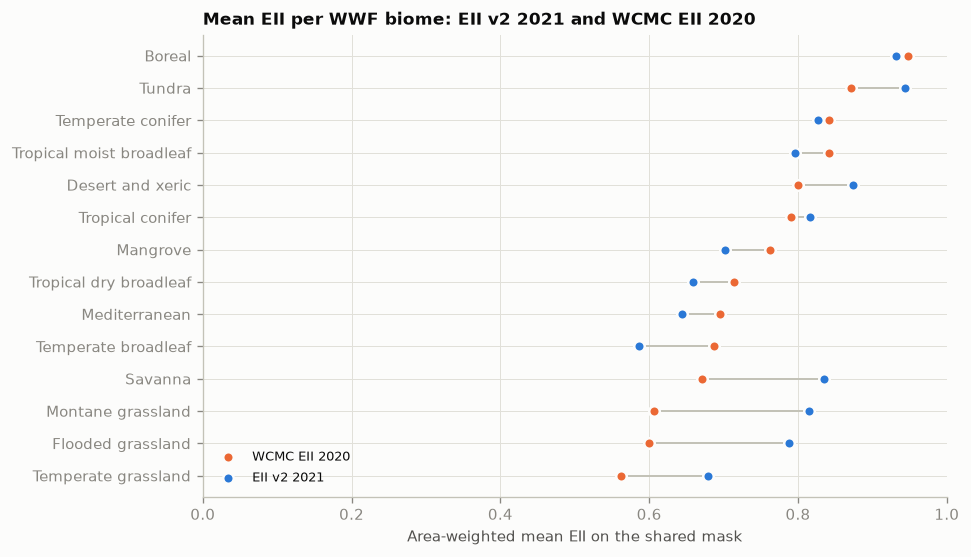 Mean EII per WWF biome: EII v2 2021 and WCMC EII 2020
Boreal
Tundra
Temperate conifer
Tropical moist broadleaf
Desert and xeric
Tropical conifer
Mangrove
Tropical dry broadleaf
Mediterranean
Temperate broadleaf
Savanna
Montane grassland
Flooded grassland
Temperate grassland
WCMC EII 2020
EII v2 2021
0.0 0.2 0.4 0.6 0.8 1.0
Area-weighted mean EII on the shared mask